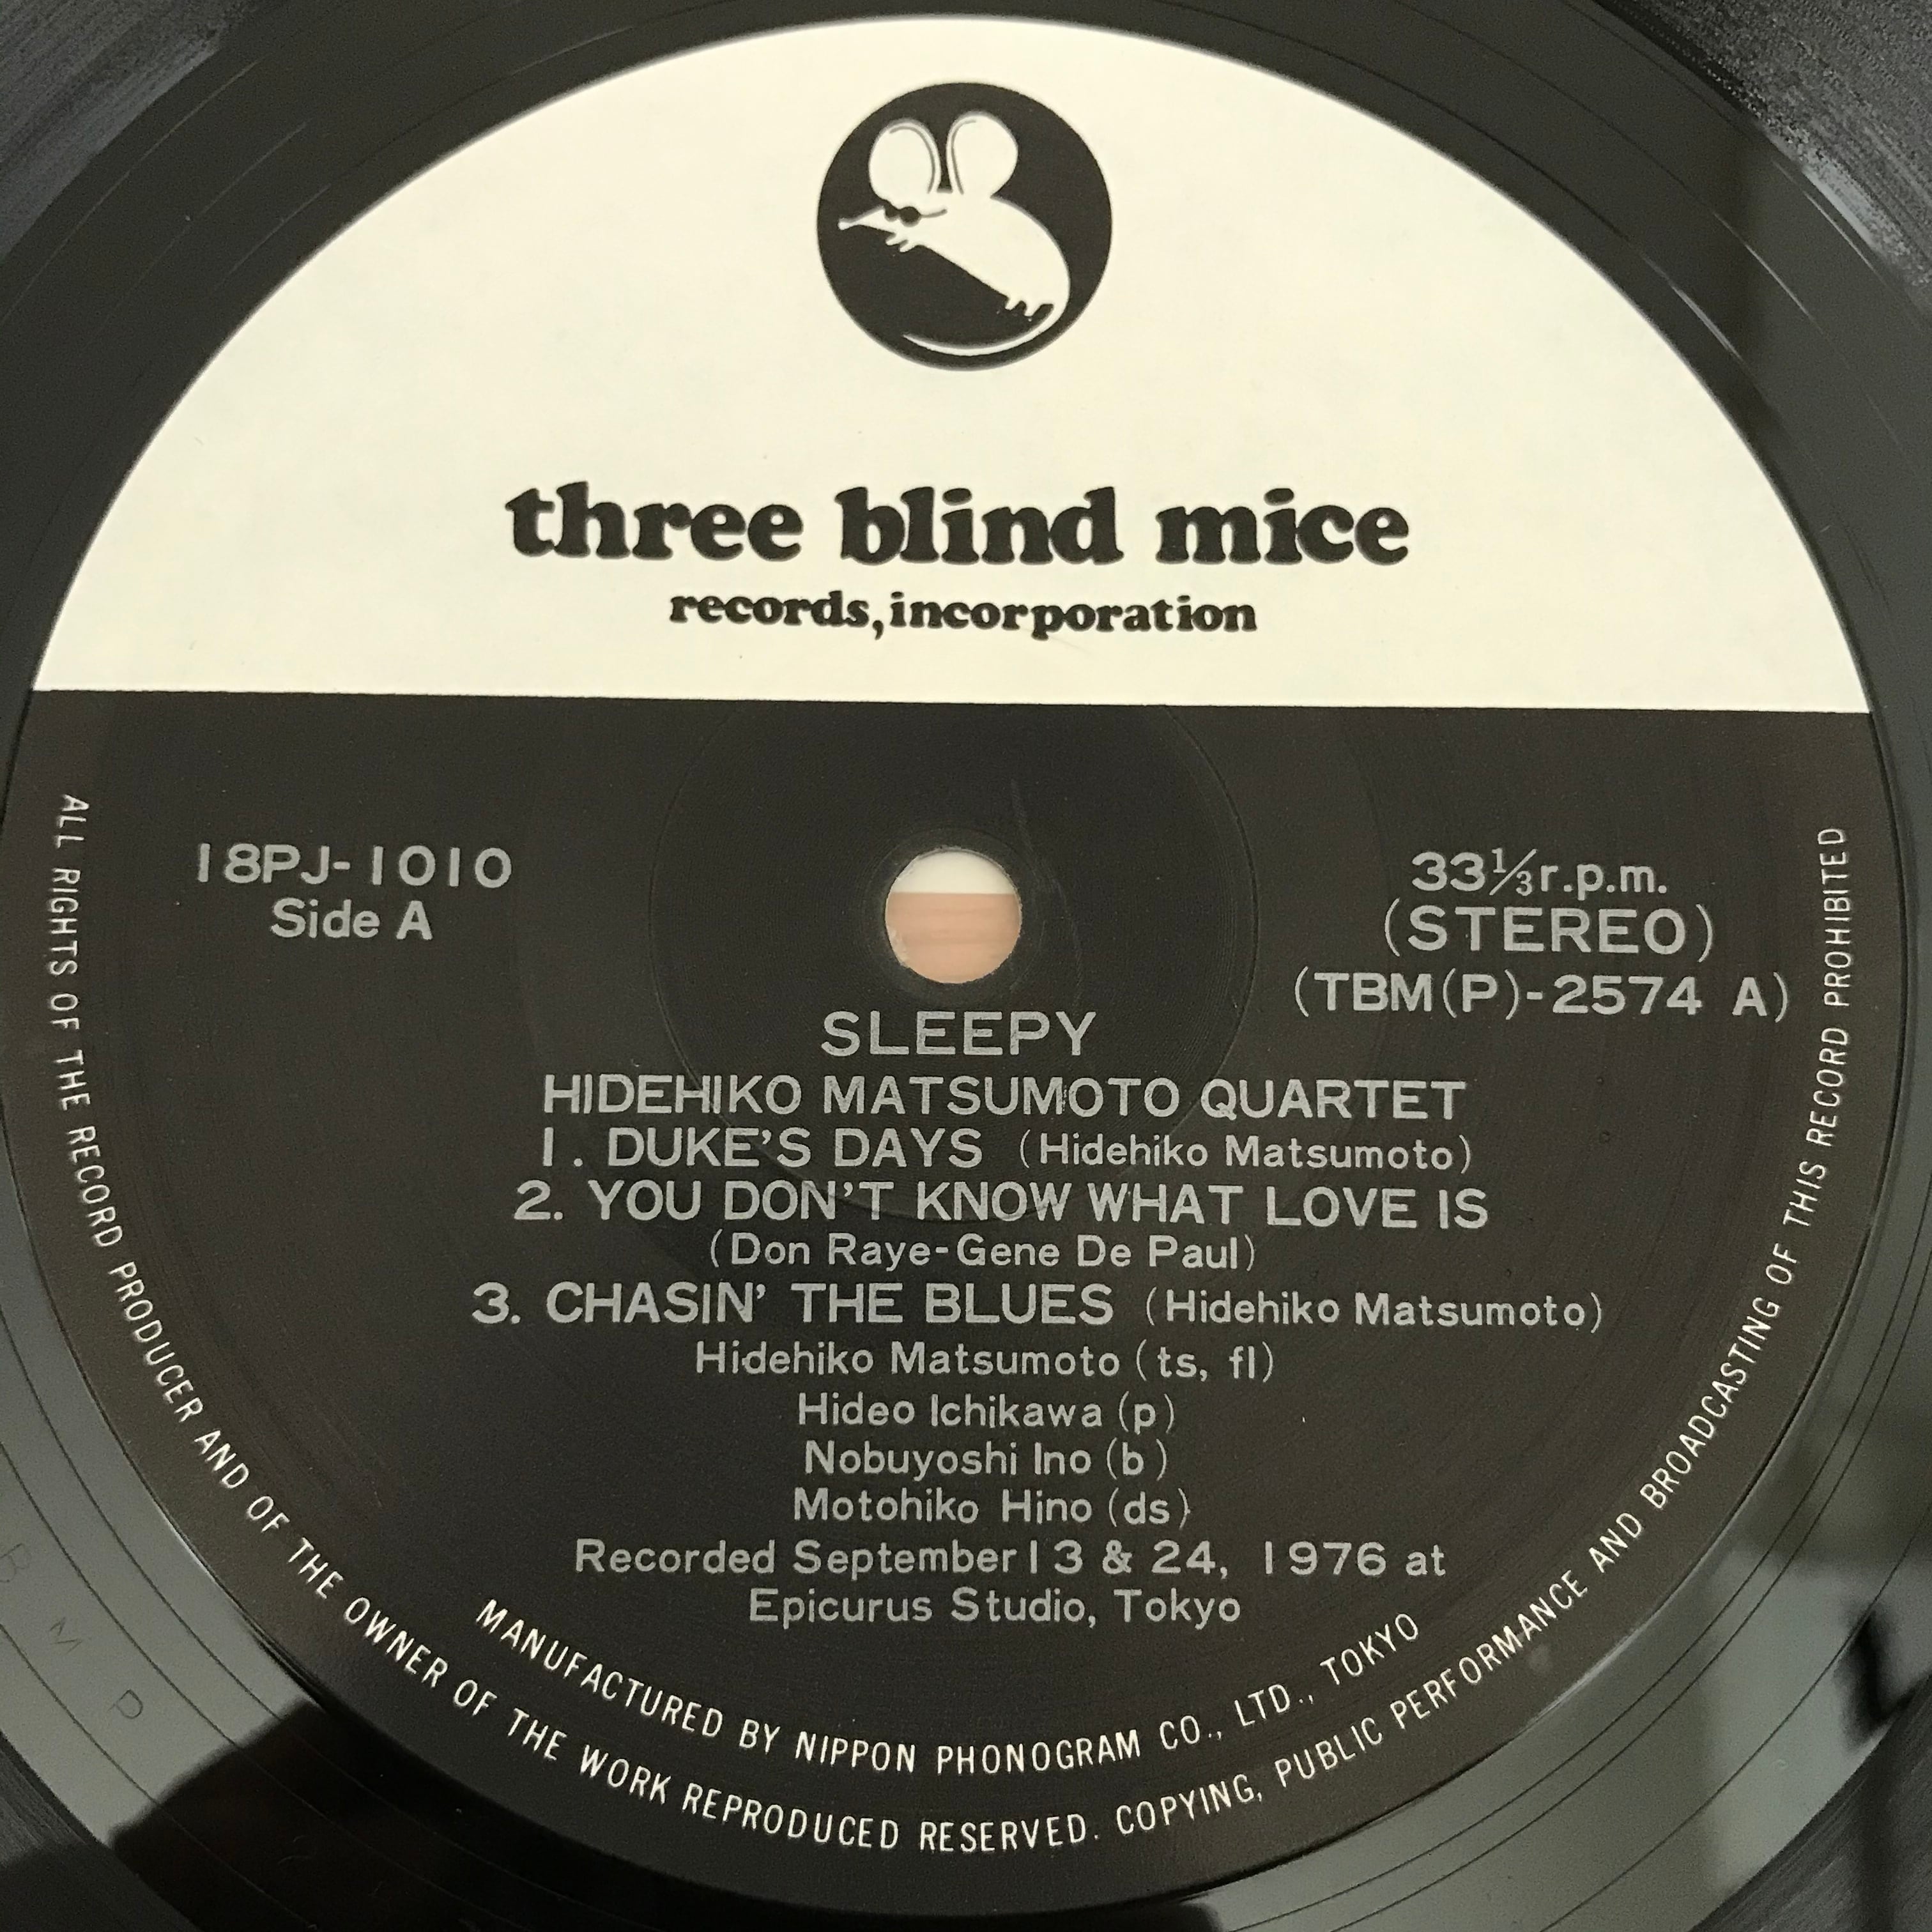 three blind mice
records, incorporation
18PJ-1010
Side A
33⅓ r.p.m.
(STEREO)
(TBM(P)-2574 A)
SLEEPY
HIDEHIKO MATSUMOTO QUARTET
1. DUKE'S DAYS (Hidehiko Matsumoto)
2. YOU DON'T KNOW WHAT LOVE IS
(Don Raye-Gene De Paul)
3. CHASIN' THE BLUES (Hidehiko Matsumoto)
Hidehiko Matsumoto (ts, fl)
Hideo Ichikawa (p)
Nobuyoshi Ino (b)
Motohiko Hino (ds)
Recorded September 13 & 24, 1976 at
Epicurus Studio, Tokyo
MANUFACTURED BY NIPPON PHONOGRAM CO., LTD., TOKYO
ALL RIGHTS OF THE RECORD PRODUCER AND OF THE OWNER OF THE WORK REPRODUCED RESERVED. COPYING, PUBLIC PERFORMANCE AND BROADCASTING OF THIS RECORD PROHIBITED